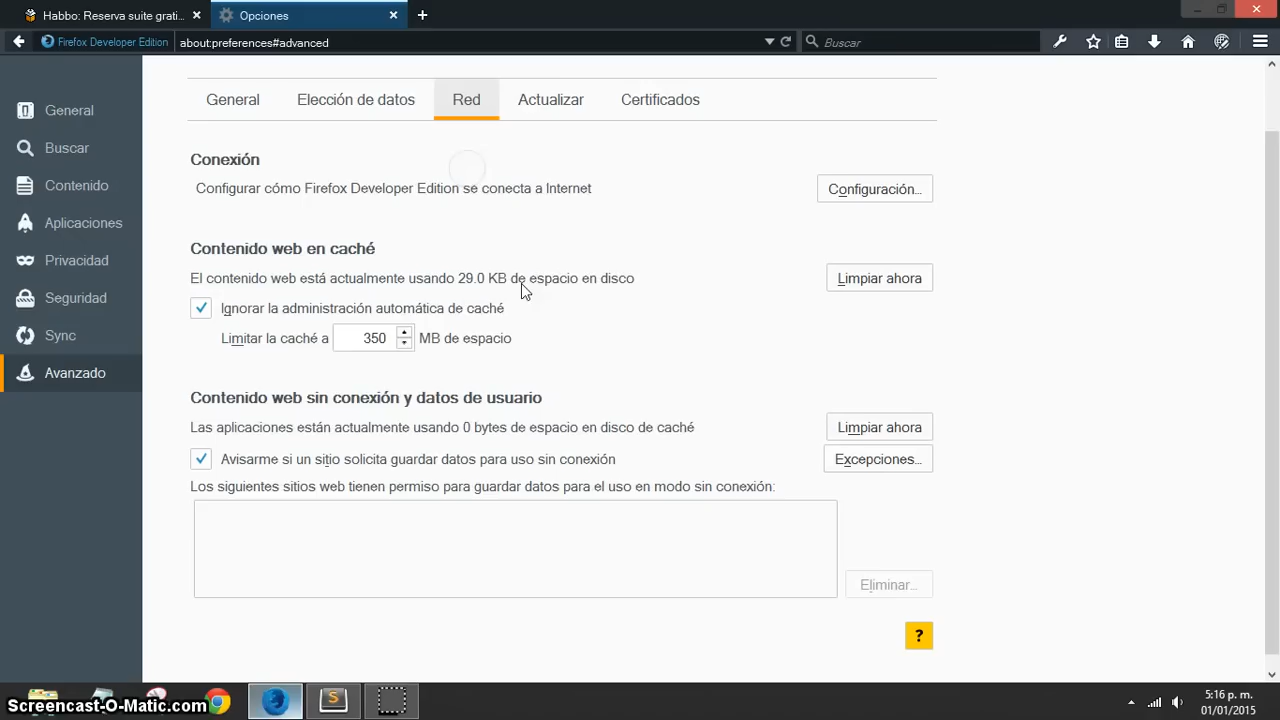 Habbo: Reserva suite grati...
Opciones
Firefox Developer Edition
about:preferences#advanced
Buscar
General
Buscar
Contenido
Aplicaciones
Privacidad
Seguridad
Sync
Avanzado
General
Elección de datos
Red
Actualizar
Certificados
Conexión
Configurar cómo Firefox Developer Edition se conecta a Internet
Configuración...
Contenido web en caché
El contenido web está actualmente usando 29.0 KB de espacio en disco
Limpiar ahora
Ignorar la administración automática de caché
Limitar la caché a 350 MB de espacio
Contenido web sin conexión y datos de usuario
Las aplicaciones están actualmente usando 0 bytes de espacio en disco de caché
Limpiar ahora
Avisarme si un sitio solicita guardar datos para uso sin conexión
Excepciones...
Los siguientes sitios web tienen permiso para guardar datos para el uso en modo sin conexión:
Eliminar...
?
S
Screencast-O-Matic.com
5:16 p. m.
01/01/2015